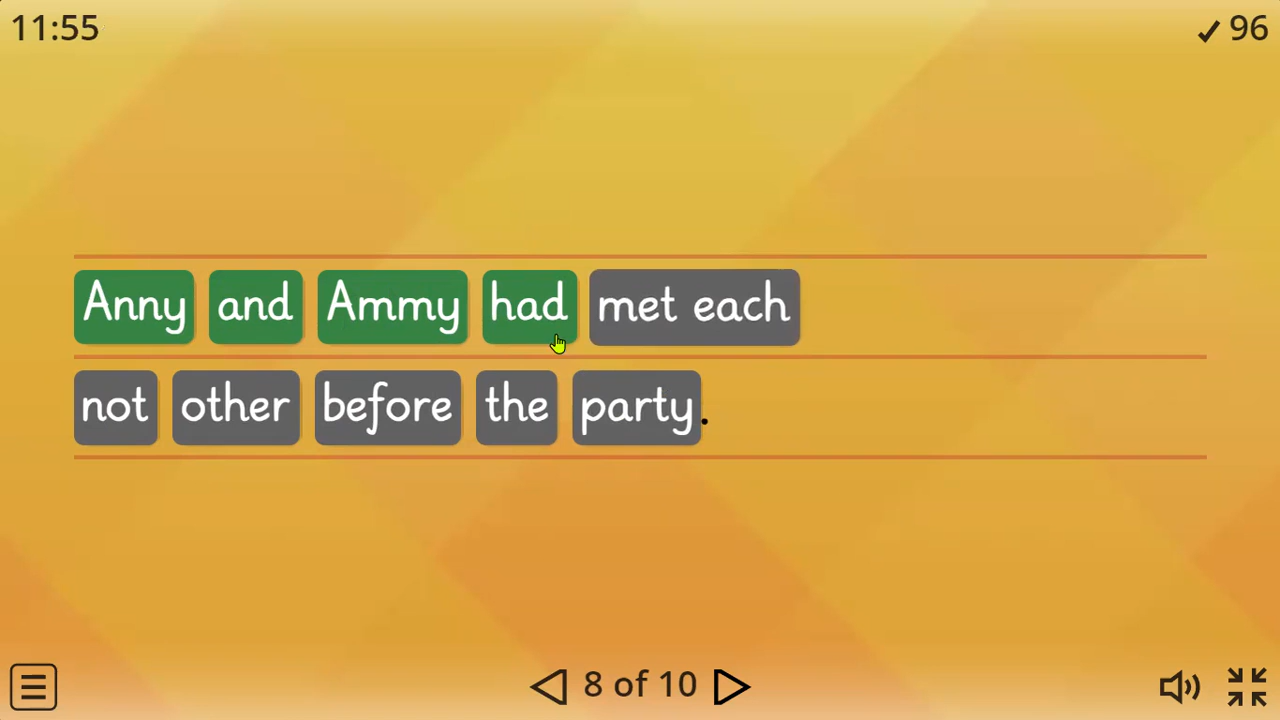 11:55
✓ 96
Anny and Ammy had met each
not other before the party.
8 of 10